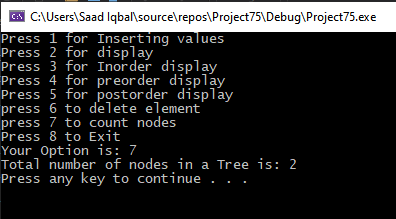 C:\Users\Saad Iqbal\source\repos\Project75\Debug\Project75.exe
Press 1 for Inserting values
Press 2 for display
Press 3 for Inorder display
Press 4 for preorder display
Press 5 for postorder display
press 6 to delete element
press 7 to count nodes
Press 8 to Exit
Your Option is: 7
Total number of nodes in a Tree is: 2
Press any key to continue . . .